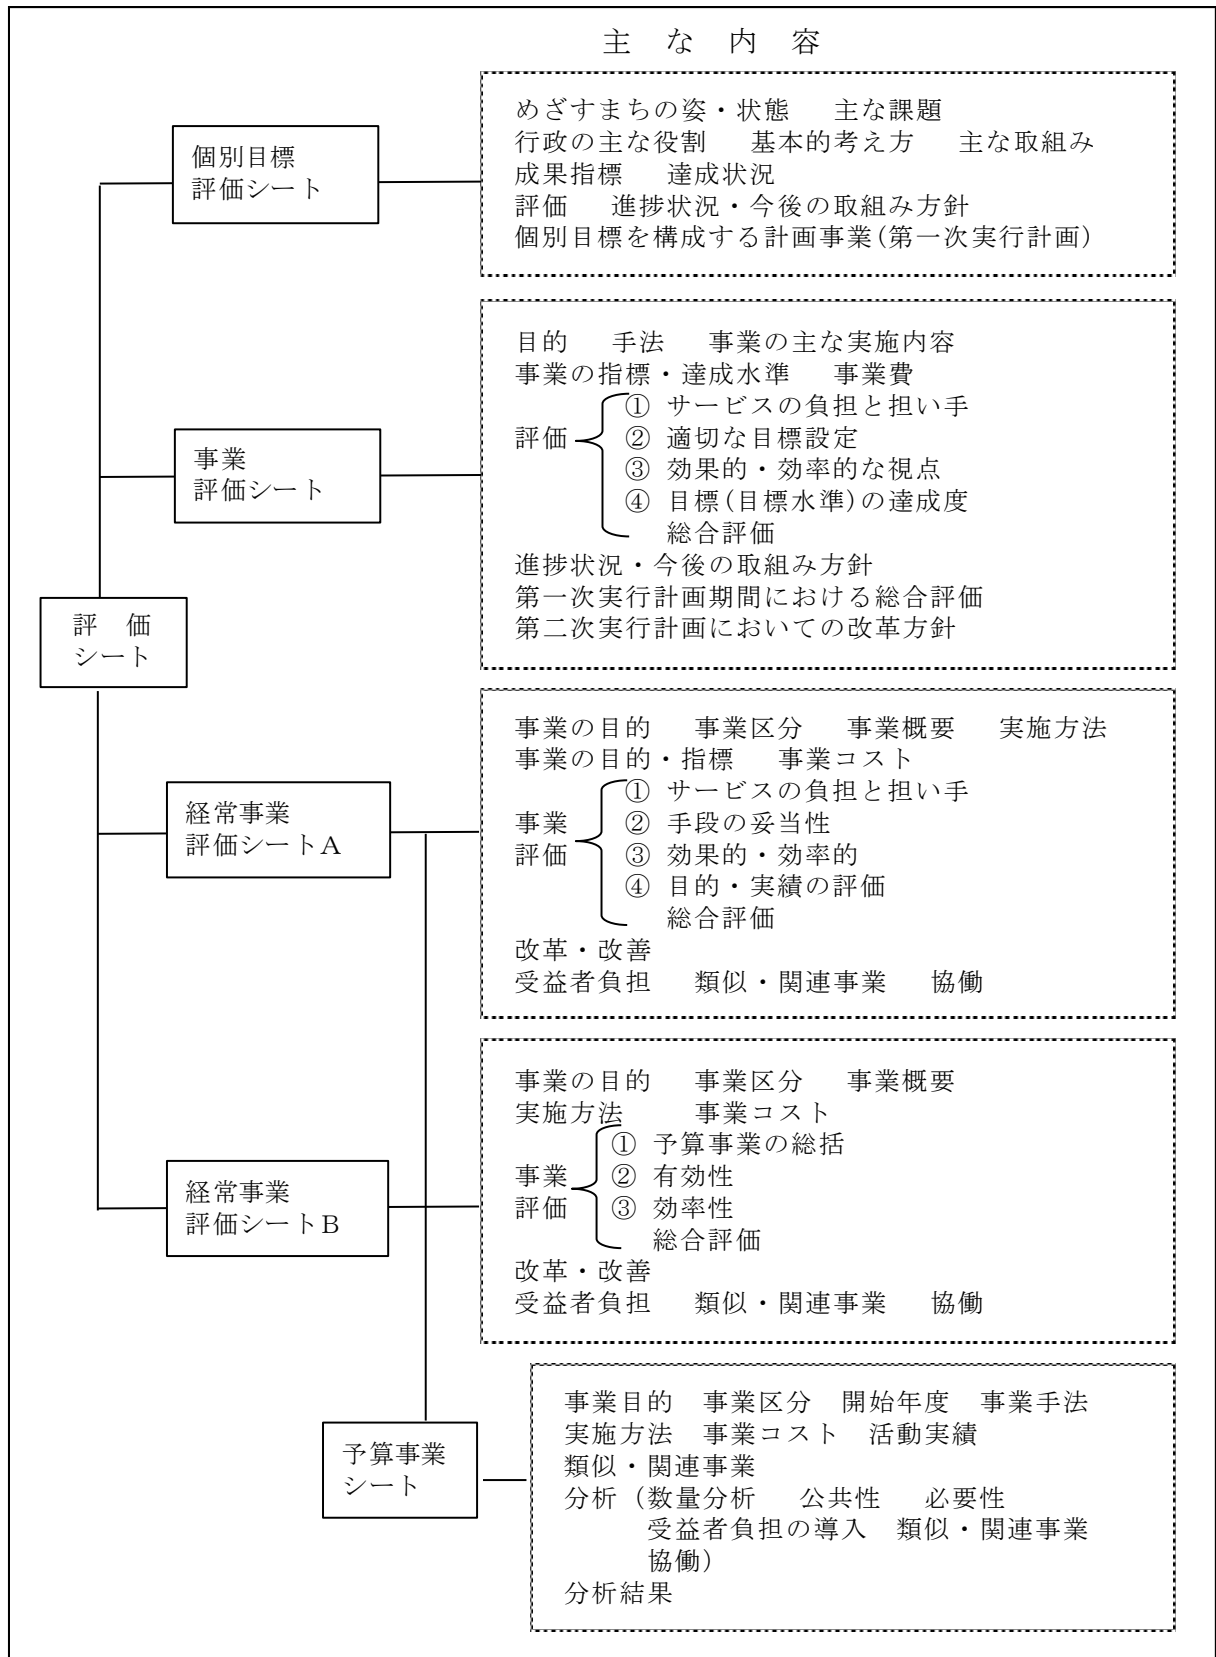 主な内容
個別目標
評価シート
めざすまちの姿・状態　主な課題
行政の主な役割　基本的考え方　主な取組み
成果指標　達成状況
評価　進捗状況・今後の取組み方針
個別目標を構成する計画事業(第一次実行計画)
事業
評価シート
目的　手法　事業の主な実施内容
事業の指標・達成水準　事業費
評価
① サービスの負担と担い手
② 適切な目標設定
③ 効果的・効率的な視点
④ 目標(目標水準)の達成度
総合評価
進捗状況・今後の取組み方針
第一次実行計画期間における総合評価
第二次実行計画においての改革方針
評　価
シート
経常事業
評価シートA
事業の目的　事業区分　事業概要　実施方法
事業の目的・指標　事業コスト
事業
評価
① サービスの負担と担い手
② 手段の妥当性
③ 効果的・効率的
④ 目的・実績の評価
総合評価
改革・改善
受益者負担　類似・関連事業　協働
経常事業
評価シートB
事業の目的　事業区分　事業概要
実施方法　事業コスト
事業
評価
① 予算事業の総括
② 有効性
③ 効率性
総合評価
改革・改善
受益者負担　類似・関連事業　協働
予算事業
シート
事業目的　事業区分　開始年度　事業手法
実施方法　事業コスト　活動実績
類似・関連事業
分析（数量分析　公共性　必要性
受益者負担の導入　類似・関連事業
協働）
分析結果